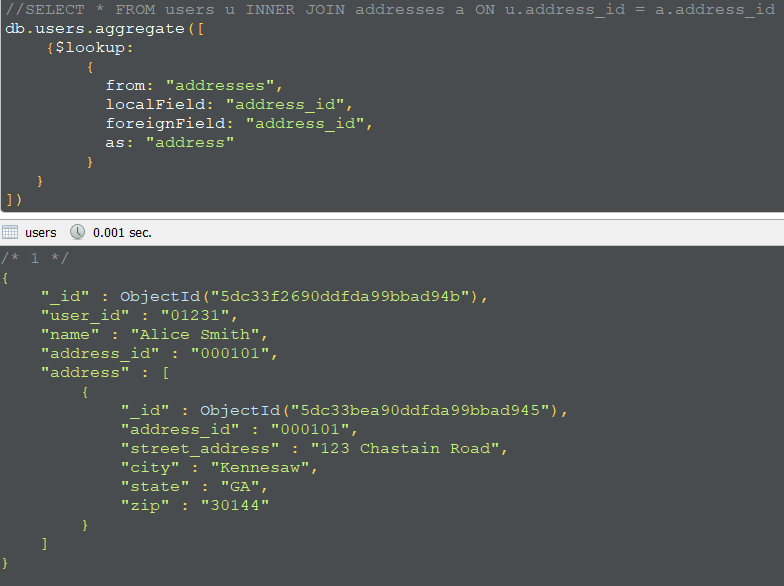 //SELECT * FROM users u INNER JOIN addresses a ON u.address_id = a.address_id
db.users.aggregate([
{$lookup:
{
from: "addresses",
localField: "address_id",
foreignField: "address_id",
as: "address"
}
}
])
users 0.001 sec.
/* 1 */
{
"_id" : ObjectId("5dc33f2690ddfda99bbad94b"),
"user_id" : "01231",
"name" : "Alice Smith",
"address_id" : "000101",
"address" : [
{
"_id" : ObjectId("5dc33bea90ddfda99bbad945"),
"address_id" : "000101",
"street_address" : "123 Chastain Road",
"city" : "Kennesaw",
"state" : "GA",
"zip" : "30144"
}
]
}